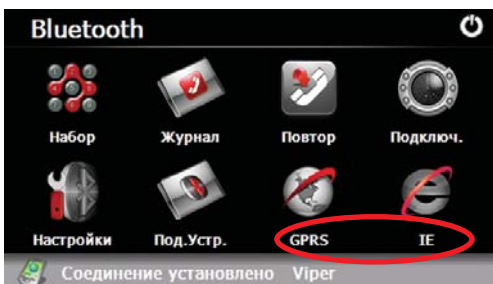 Bluetooth
Набор Журнал Повтор Подключ.
Настройки Под.Устр. GPRS IE
Соединение установлено Viper